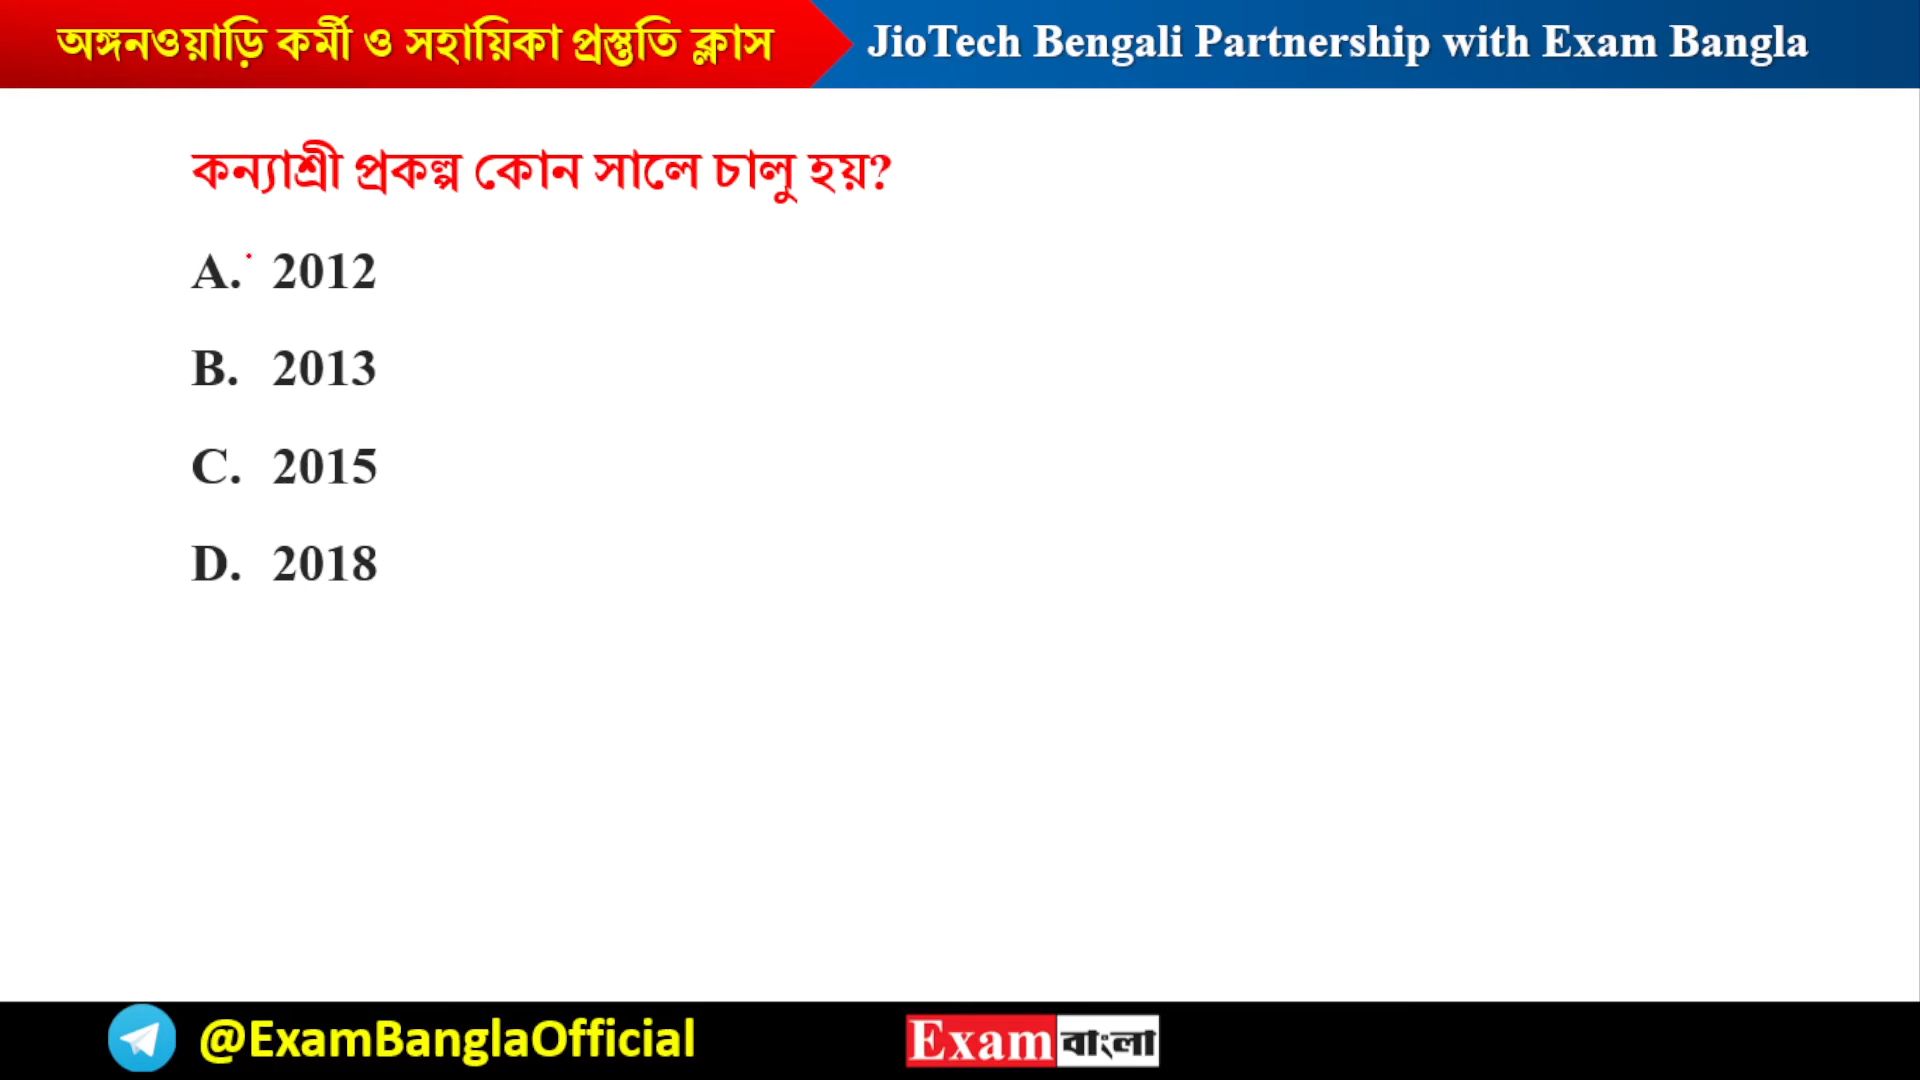 অঙ্গনওয়াড়ি কর্মী ও সহায়িকা প্রস্তুতি ক্লাস
JioTech Bengali Partnership with Exam Bangla
কন্যাশ্রী প্রকল্প কোন সালে চালু হয়?
A. 2012
B. 2013
C. 2015
D. 2018
@ExamBanglaOfficial
Exam বাংলা